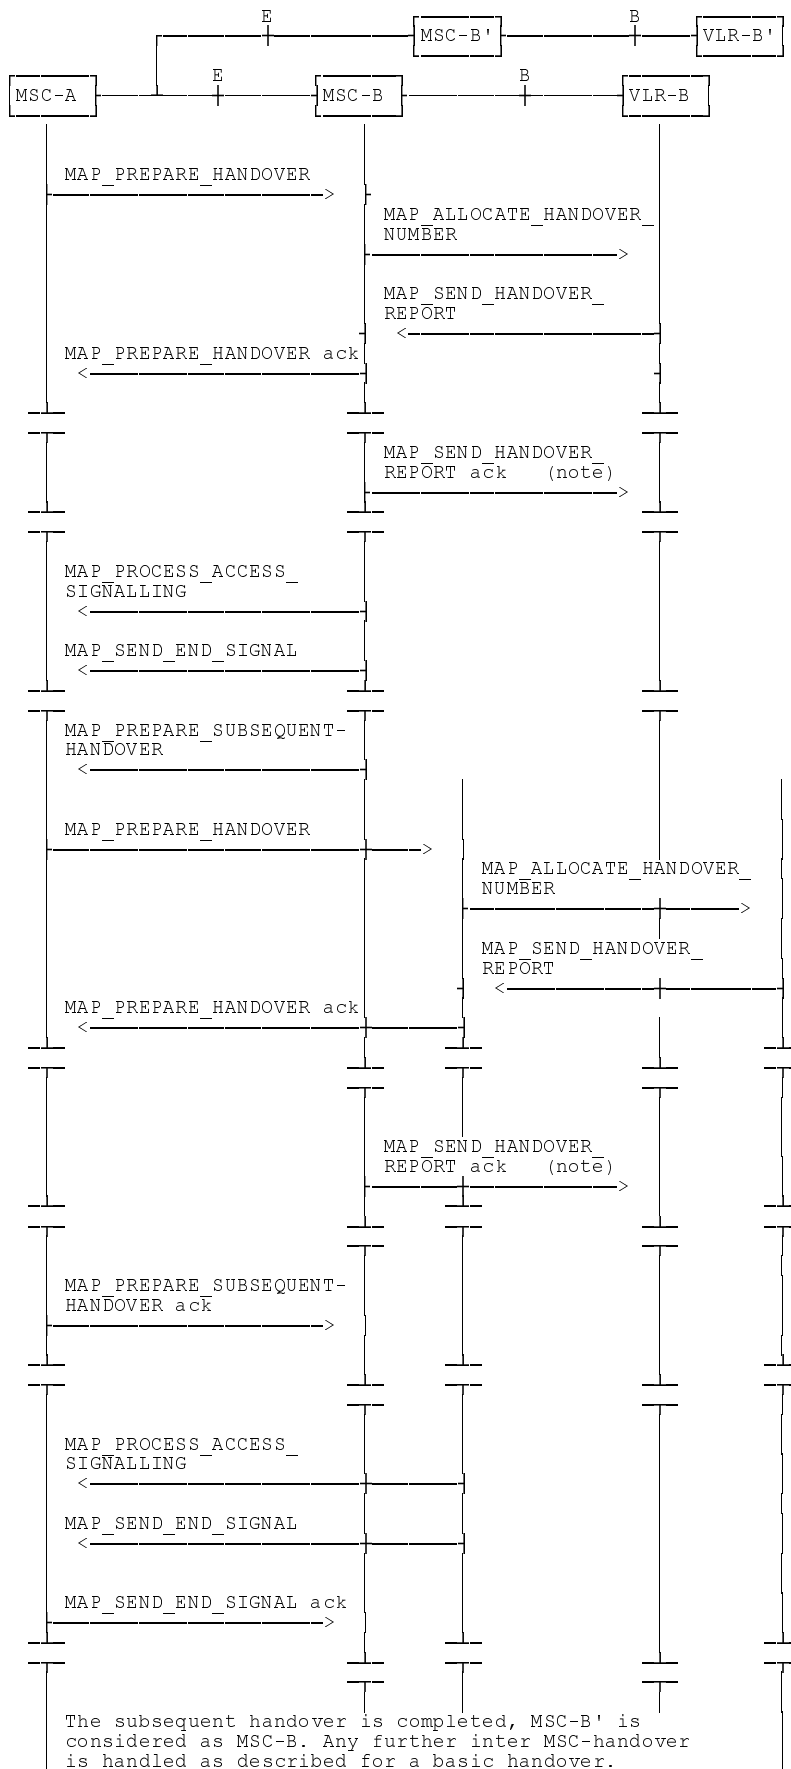 E
B
MSC-B'
VLR-B'
E
B
MSC-A
MSC-B
VLR-B
MAP_PREPARE_HANDOVER
MAP_ALLOCATE_HANDOVER_
NUMBER
MAP_SEND_HANDOVER_
REPORT
MAP_PREPARE_HANDOVER ack
MAP_SEND_HANDOVER_
REPORT ack (note)
MAP_PROCESS_ACCESS_
SIGNALLING
MAP_SEND_END_SIGNAL
MAP_PREPARE_SUBSEQUENT-
HANDOVER
MAP_PREPARE_HANDOVER
MAP_ALLOCATE_HANDOVER_
NUMBER
MAP_SEND_HANDOVER_
REPORT
MAP_PREPARE_HANDOVER ack
MAP_SEND_HANDOVER_
REPORT ack (note)
MAP_PREPARE_SUBSEQUENT-
HANDOVER ack
MAP_PROCESS_ACCESS_
SIGNALLING
MAP_SEND_END_SIGNAL
MAP_SEND_END_SIGNAL ack
The subsequent handover is completed, MSC-B' is
considered as MSC-B. Any further inter MSC-handover
is handled as described for a basic handover.